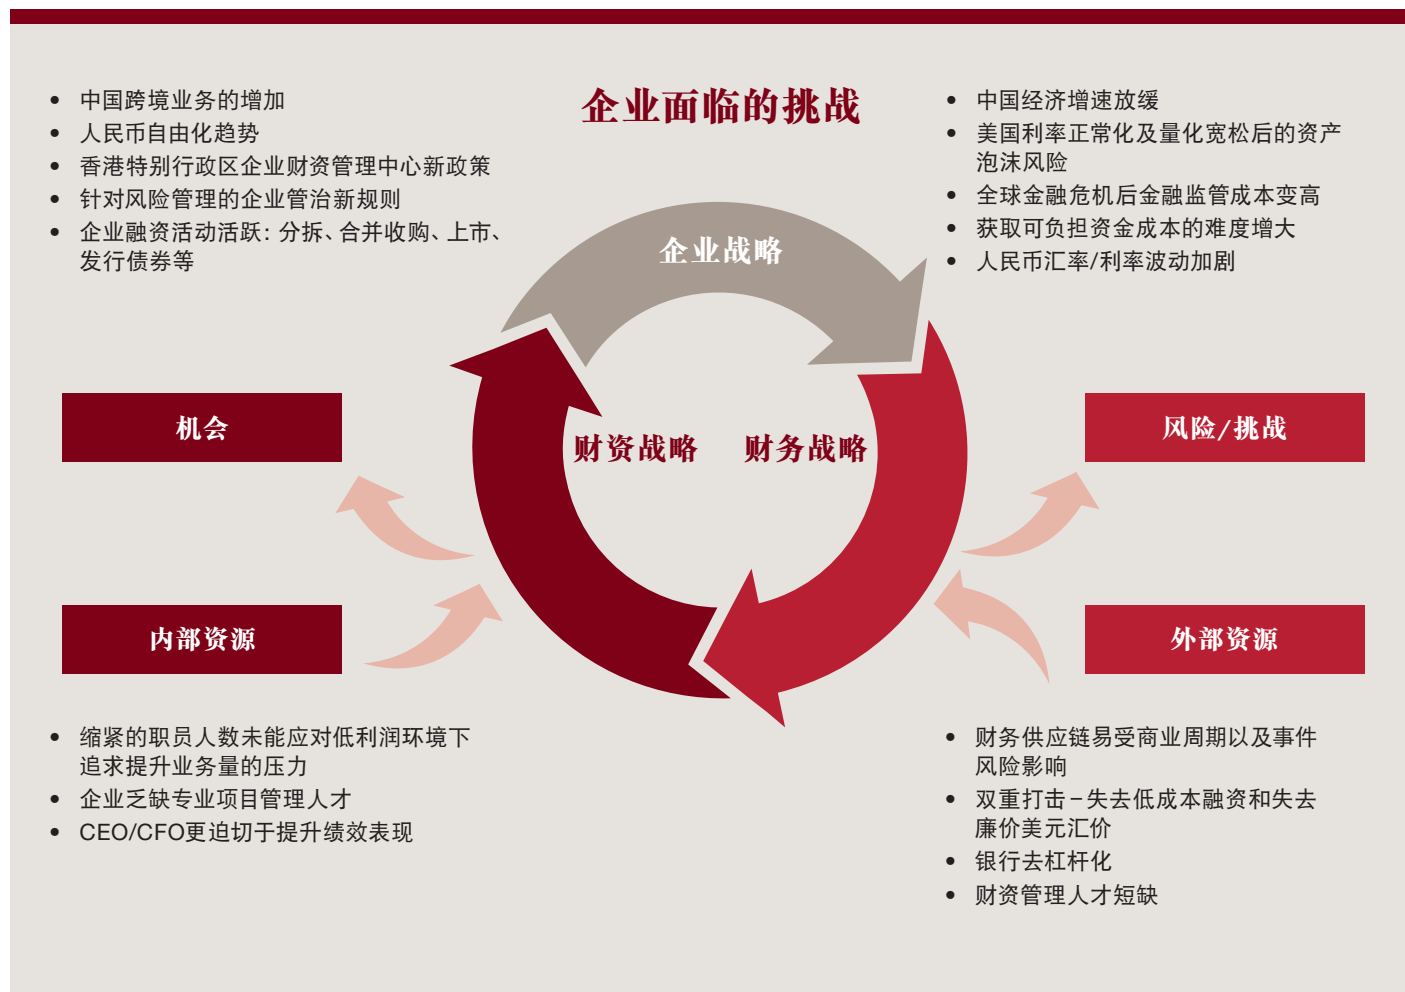 企业面临的挑战
• 中国跨境业务的增加
• 人民币自由化趋势
• 香港特别行政区企业财资管理中心新政策
• 针对风险管理的企业管治新规则
• 企业融资活动活跃：分拆、合并收购、上市、
发行债券等
• 中国经济增速放缓
• 美国利率正常化及量化宽松后的资产
泡沫风险
• 全球金融危机后金融监管成本变高
• 获取可负担资金成本的难度增大
• 人民币汇率/利率波动加剧
企业战略
财资战略
财务战略
机会
风险/挑战
内部资源
外部资源
• 缩紧的职员人数未能应对低利润环境下
追求提升业务量的压力
• 企业乏缺专业项目管理人才
• CEO/CFO更迫切于提升绩效表现
• 财务供应链易受商业周期以及事件
风险影响
• 双重打击–失去低成本融资和失去
廉价美元汇价
• 银行去杠杆化
• 财资管理人才短缺